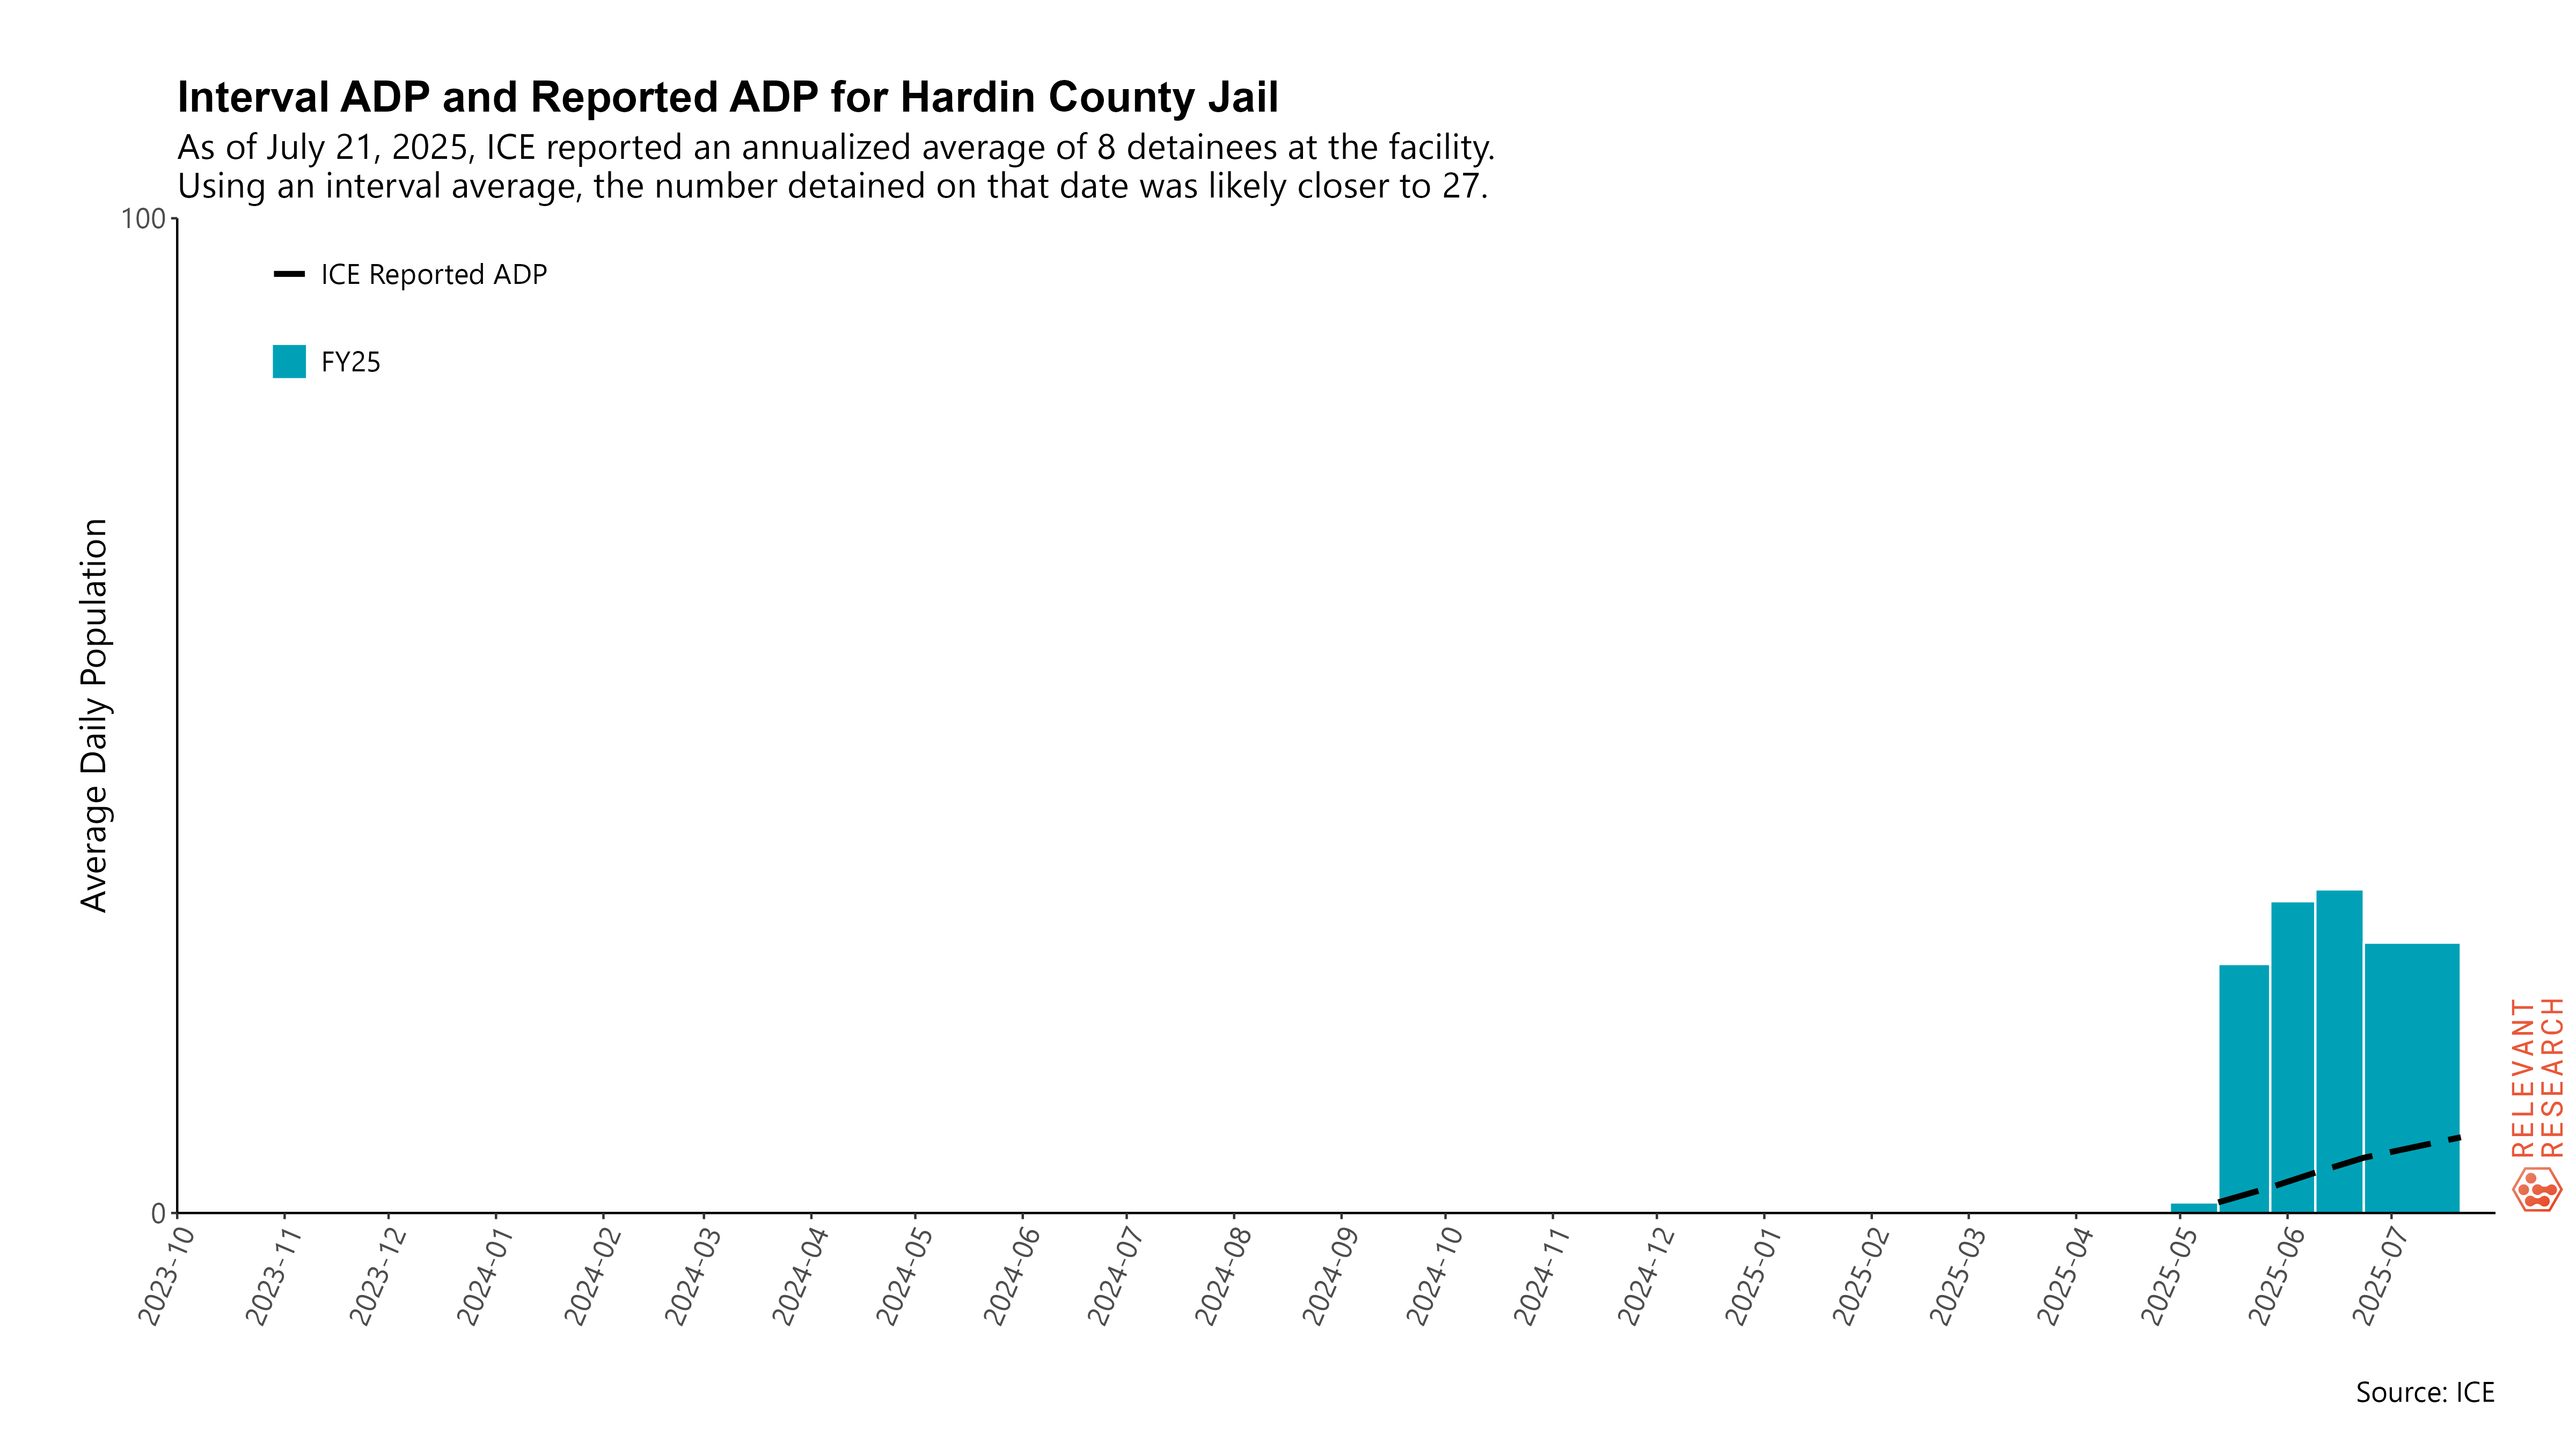 Interval ADP and Reported ADP for Hardin County Jail
As of July 21, 2025, ICE reported an annualized average of 8 detainees at the facility.
Using an interval average, the number detained on that date was likely closer to 27.
100
ICE Reported ADP
FY25
Average Daily Population
0
2023-10
2023-11
2023-12
2024-01
2024-02
2024-03
2024-04
2024-05
2024-06
2024-07
2024-08
2024-09
2024-10
2024-11
2024-12
2025-01
2025-02
2025-03
2025-04
2025-05
2025-06
2025-07
RELEVANT
RESEARCH
Source: ICE